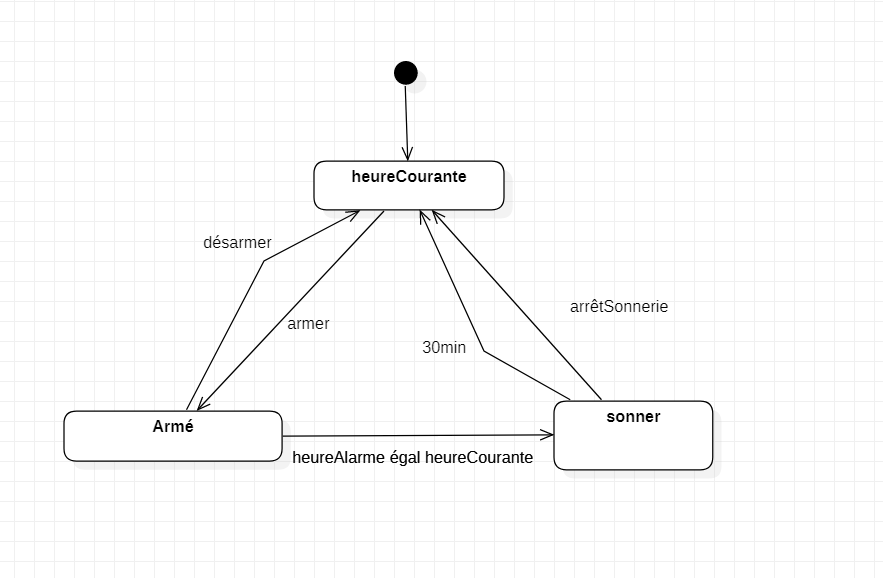 heureCourante
désarmer
arrêtSonnerie
armer
30min
Armé
sonner
heureAlarme égal heureCourante